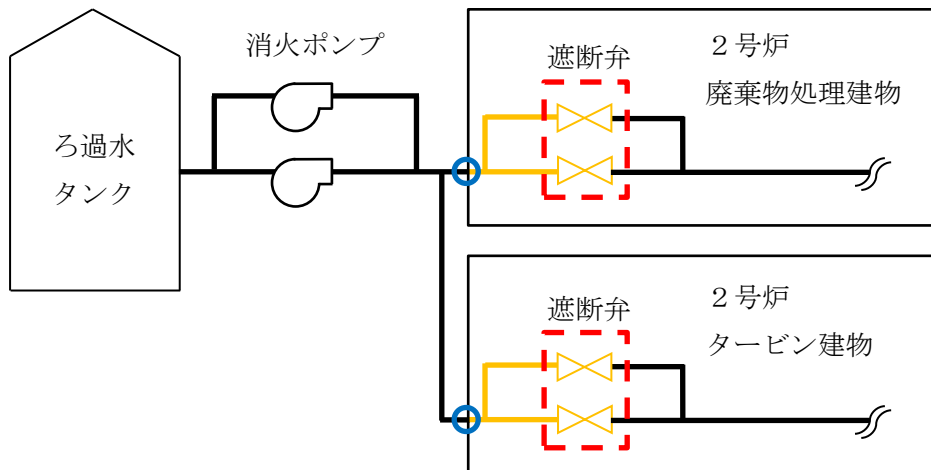 消火ポンプ
ろ過水
タンク
遮断弁
２号炉
廃棄物処理建物
遮断弁
２号炉
タービン建物